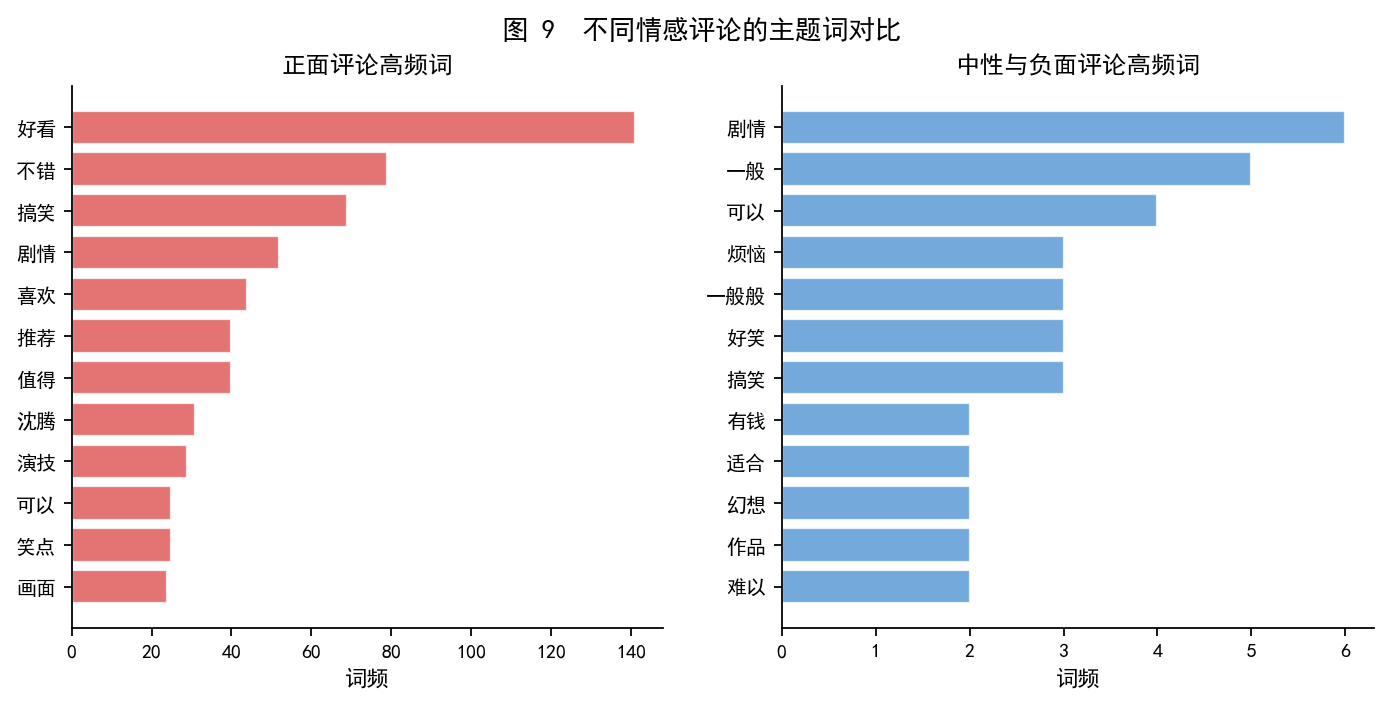 图 9 不同情感评论的主题词对比
正面评论高频词
好看
不错
搞笑
剧情
喜欢
推荐
值得
沈腾
演技
可以
笑点
画面
0 20 40 60 80 100 120 140
词频
中性与负面评论高频词
剧情
一般
可以
烦恼
一般般
好笑
搞笑
有钱
适合
幻想
作品
难以
0 1 2 3 4 5 6
词频